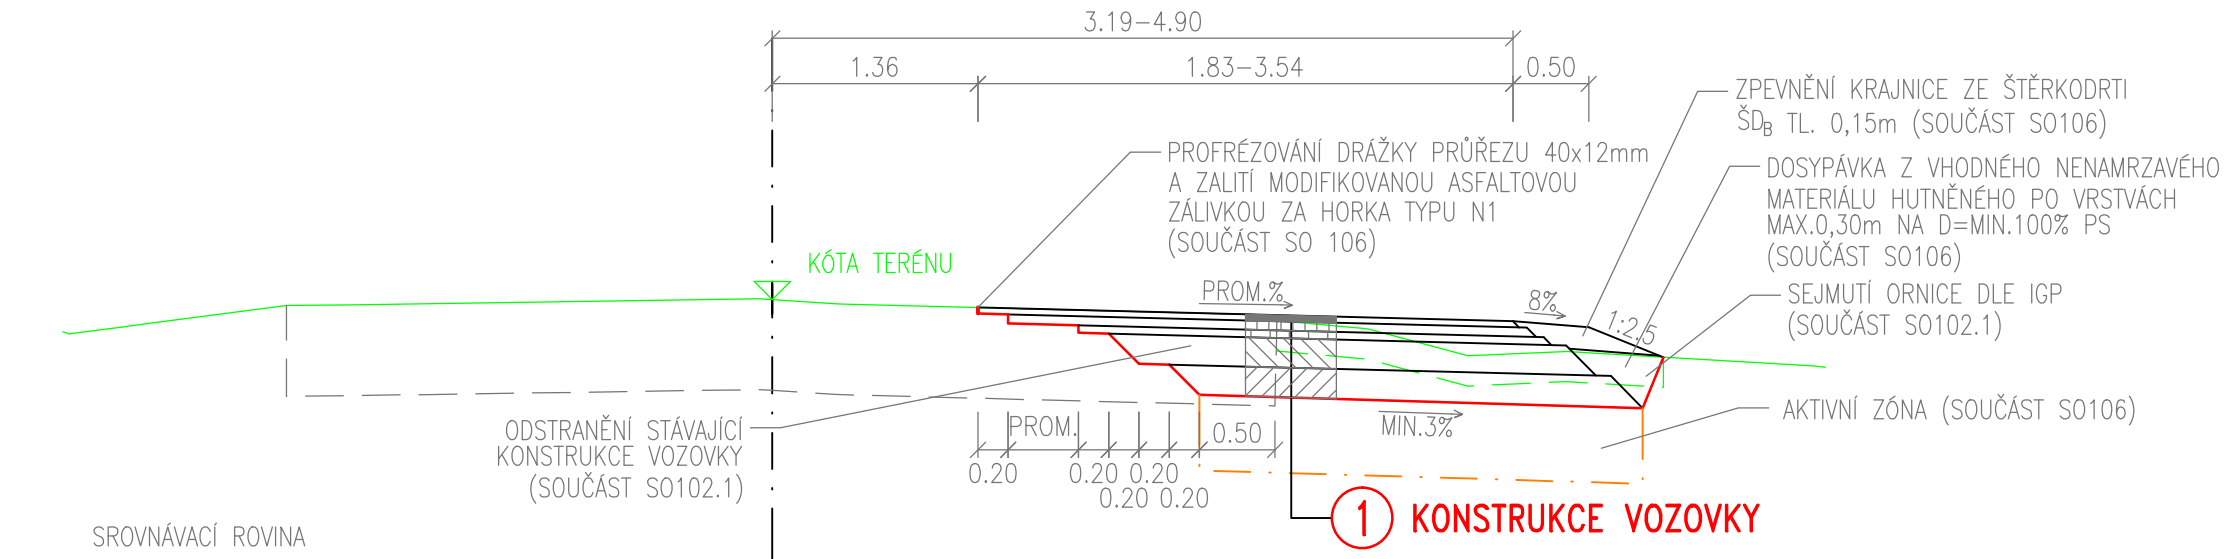 3.19-4.90
1.36
1.83-3.54
0.50
ZPEVNĚNÍ KRAJNICE ZE ŠTĚRKODRTI
ŠDB TL. 0,15m (SOUČÁST SO106)
PROFRÉZOVÁNÍ DRÁŽKY PRŮŘEZU 40x12mm
A ZALITÍ MODIFIKOVANOU ASFALTOVOU
ZÁLIVKOU ZA HORKA TYPU N1
(SOUČÁST SO 106)
DOSYPÁVKA Z VHODNÉHO NENAMRZAVÉHO
MATERIÁLU HUTNĚNÉHO PO VRSTVÁCH
MAX.0,30m NA D=MIN.100% PS
(SOUČÁST SO106)
KÓTA TERÉNU
PROM.%
8%
1:2.5
SEJMUTÍ ORNICE DLE IGP
(SOUČÁST SO102.1)
AKTIVNÍ ZÓNA (SOUČÁST SO106)
MIN.3%
ODSTRANĚNÍ STÁVAJÍCÍ
KONSTRUKCE VOZOVKY
(SOUČÁST SO102.1)
PROM.
0.50
0.20
0.20
0.20
0.20
0.20
1 KONSTRUKCE VOZOVKY
SROVNÁVACÍ ROVINA